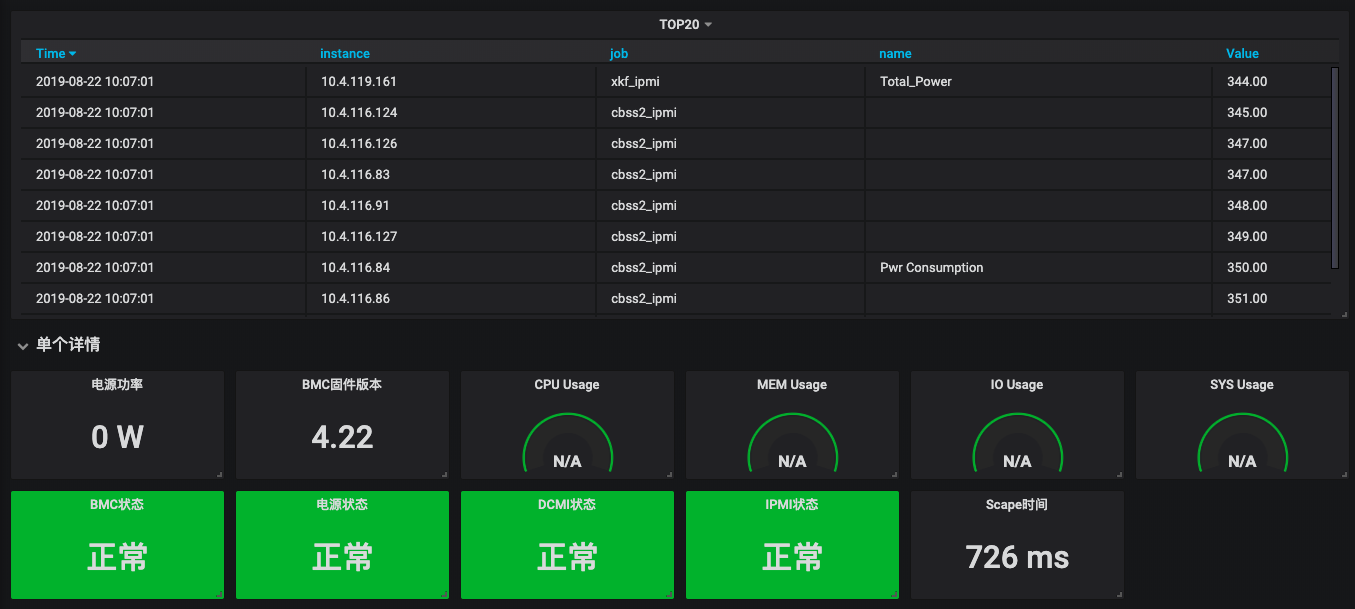 TOP20
Time instance job name Value
2019-08-22 10:07:01 10.4.119.161 xkf_ipmi Total_Power 344.00
2019-08-22 10:07:01 10.4.116.124 cbss2_ipmi 345.00
2019-08-22 10:07:01 10.4.116.126 cbss2_ipmi 347.00
2019-08-22 10:07:01 10.4.116.83 cbss2_ipmi 347.00
2019-08-22 10:07:01 10.4.116.91 cbss2_ipmi 348.00
2019-08-22 10:07:01 10.4.116.127 cbss2_ipmi 349.00
2019-08-22 10:07:01 10.4.116.84 cbss2_ipmi Pwr Consumption 350.00
2019-08-22 10:07:01 10.4.116.86 cbss2_ipmi 351.00
单个详情
电源功率 BMC固件版本 CPU Usage MEM Usage IO Usage SYS Usage
0 W 4.22 N/A N/A N/A N/A
BMC状态 电源状态 DCMI状态 IPMI状态 Scape时间
正常 正常 正常 正常 726 ms